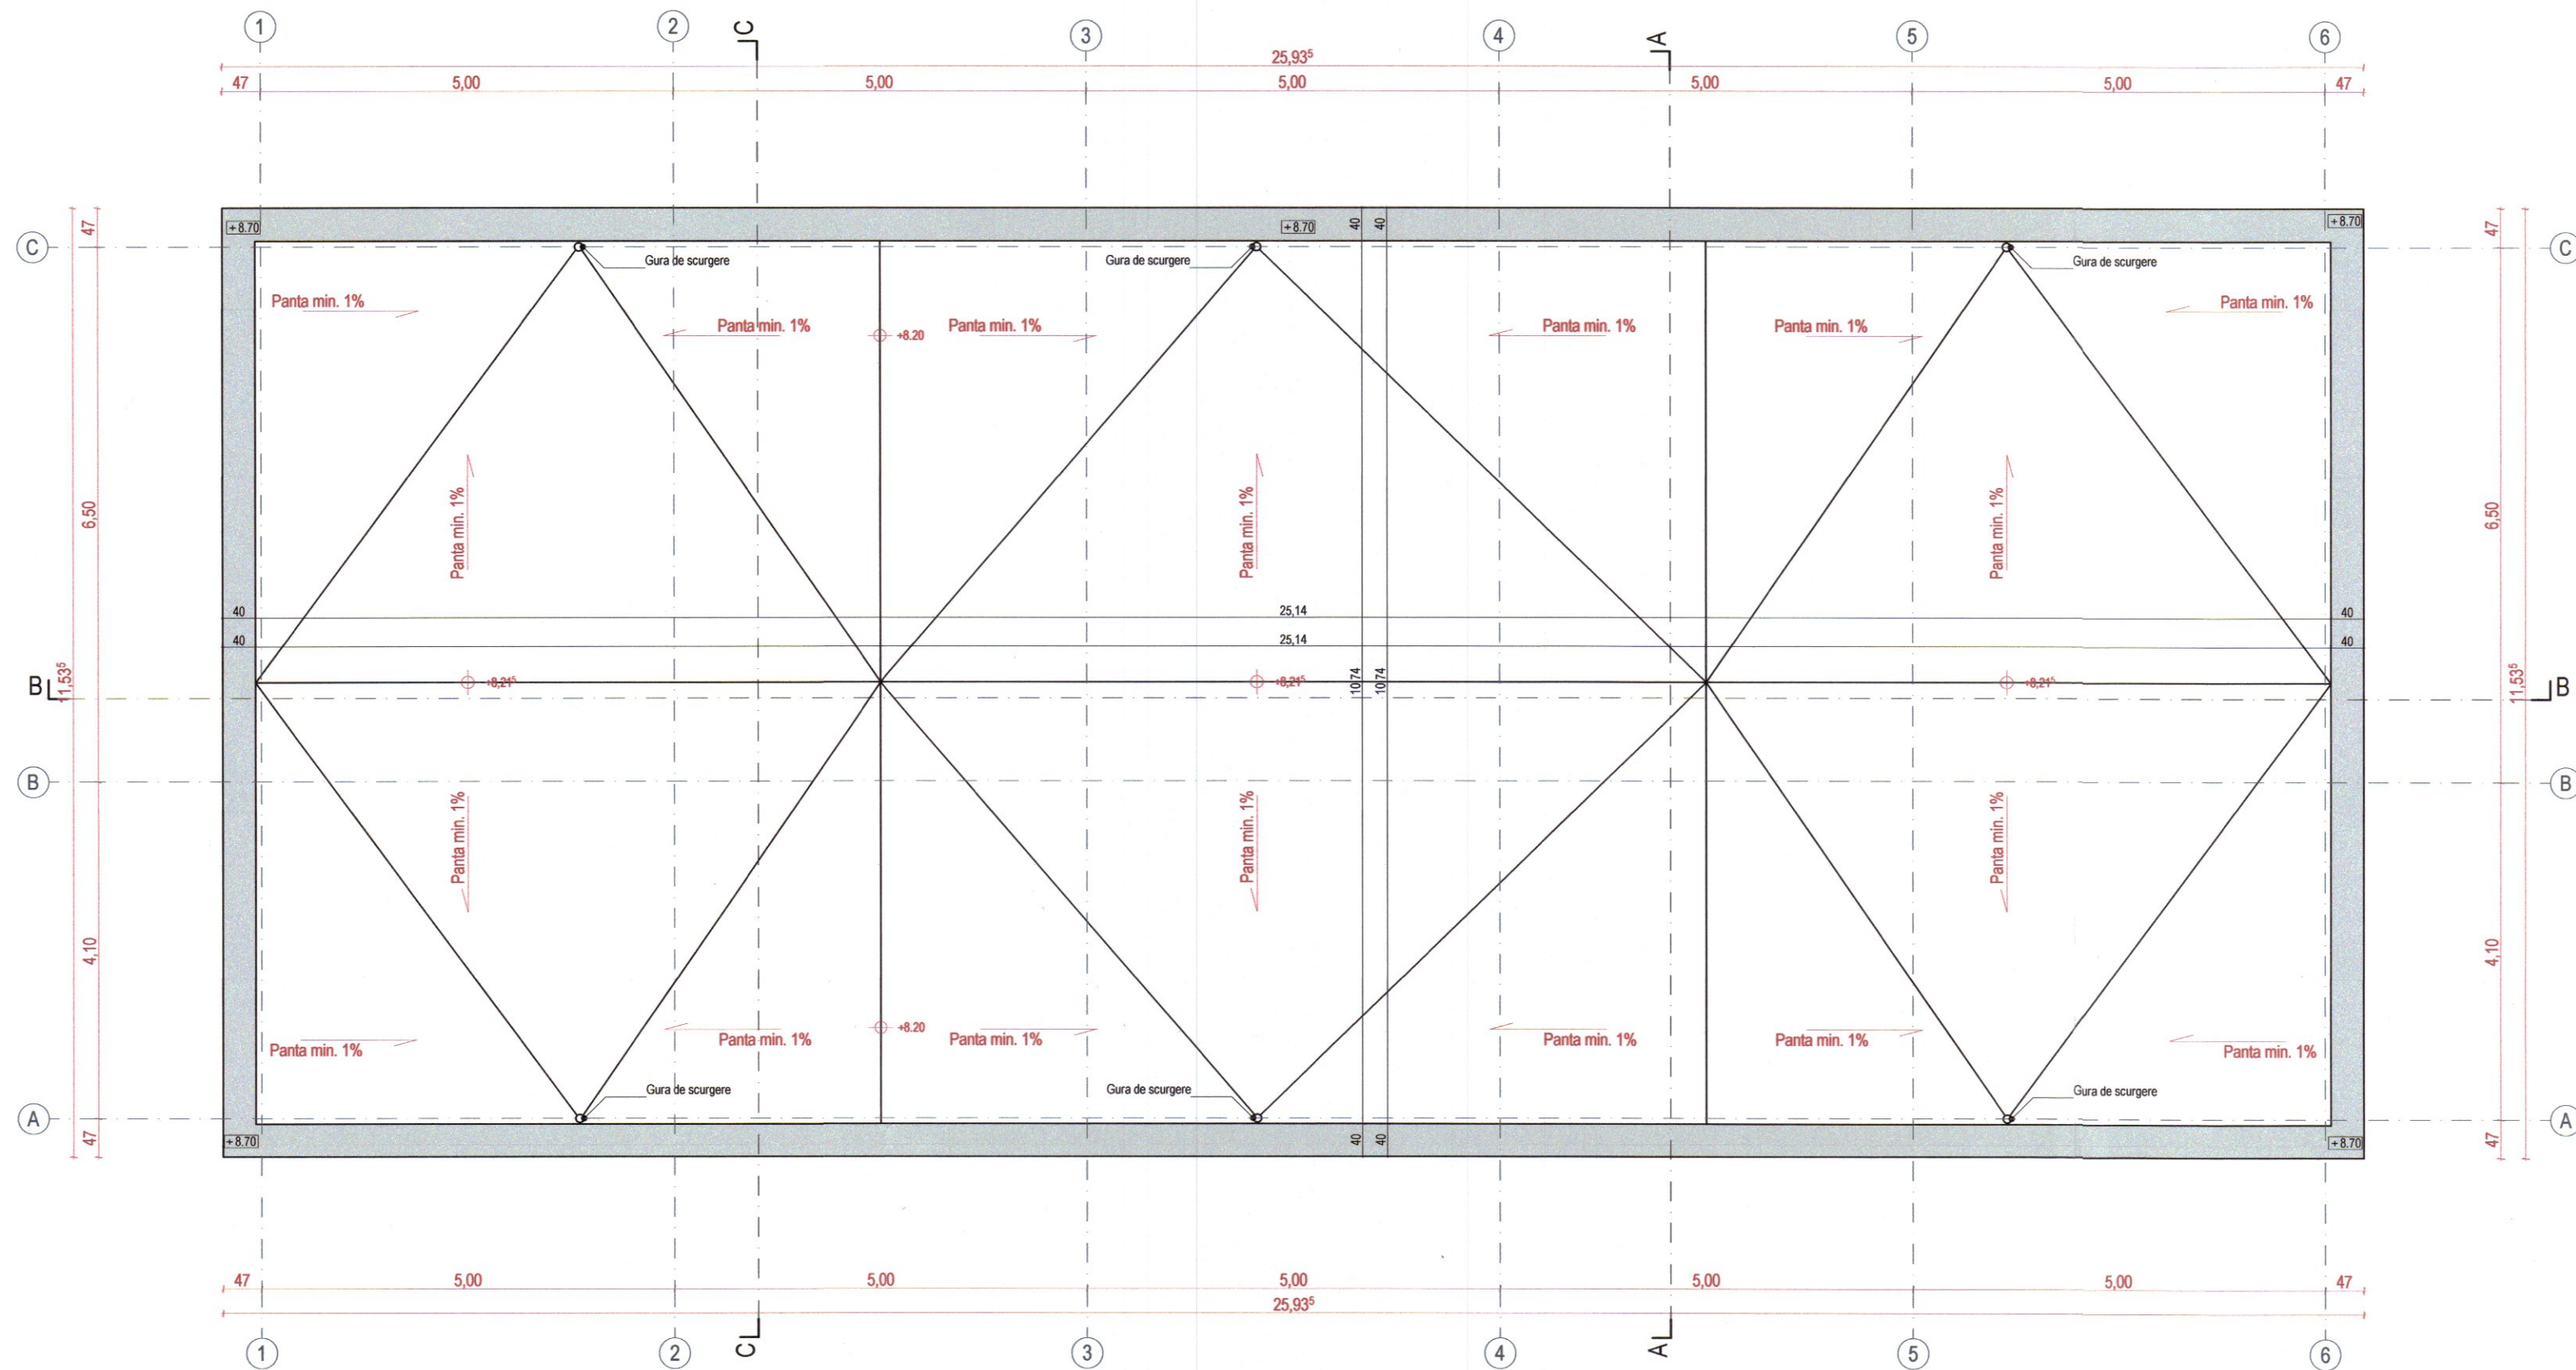 1 2 C 3 4 A 5 6
25,93⁵
47 5,00 5,00 5,00 5,00 5,00 47
+8.70 +8.70 40 40 +8.70
47 47
C C
Gura de scurgere Gura de scurgere Gura de scurgere
Panta min. 1% Panta min. 1%
Panta min. 1% Panta min. 1% Panta min. 1% Panta min. 1%
+8.20
6,50 Panta min. 1% Panta min. 1% Panta min. 1% 6,50
40 25,14 40
40 25,14 40
11,53⁵ 10,74 10,74 11,53⁵
B +8,21⁵ +8,21⁵ +8,21⁵ B
B B
Panta min. 1% Panta min. 1% Panta min. 1%
4,10 4,10
+8.20
Panta min. 1% Panta min. 1% Panta min. 1% Panta min. 1%
Panta min. 1% Panta min. 1%
Gura de scurgere Gura de scurgere Gura de scurgere
A A
47 47
+8.70 40 40 +8.70
47 5,00 5,00 5,00 5,00 5,00 47
25,93⁵
1 2 C 3 4 A 5 6